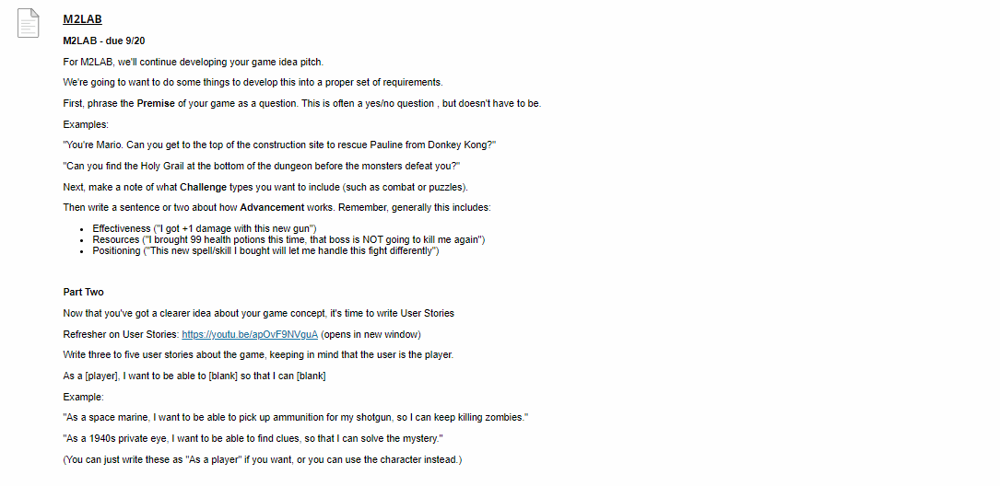 M2LAB
M2LAB - due 9/20
For M2LAB, we'll continue developing your game idea pitch.
We're going to want to do some things to develop this into a proper set of requirements.
First, phrase the Premise of your game as a question. This is often a yes/no question , but doesn't have to be.
Examples:
"You're Mario. Can you get to the top of the construction site to rescue Pauline from Donkey Kong?"
"Can you find the Holy Grail at the bottom of the dungeon before the monsters defeat you?"
Next, make a note of what Challenge types you want to include (such as combat or puzzles).
Then write a sentence or two about how Advancement works. Remember, generally this includes:
• Effectiveness ("I got +1 damage with this new gun")
• Resources ("I brought 99 health potions this time, that boss is NOT going to kill me again")
• Positioning ("This new spell/skill I bought will let me handle this fight differently")
Part Two
Now that you've got a clearer idea about your game concept, it's time to write User Stories
Refresher on User Stories: https://youtu.be/apOvF9NVguA (opens in new window)
Write three to five user stories about the game, keeping in mind that the user is the player.
As a [player], I want to be able to [blank] so that I can [blank]
Example:
"As a space marine, I want to be able to pick up ammunition for my shotgun, so I can keep killing zombies."
"As a 1940s private eye, I want to be able to find clues, so that I can solve the mystery."
(You can just write these as "As a player" if you want, or you can use the character instead.)